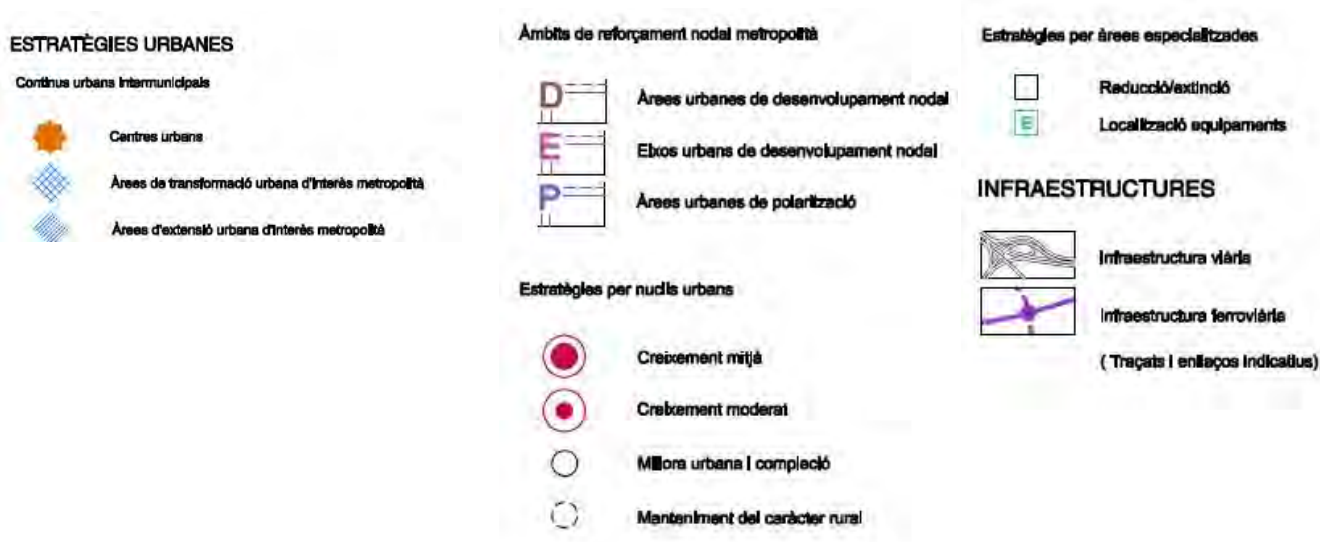 ESTRATÈGIES URBANES
Continus urbans intermunicipals
Centres urbans
Àrees de transformació urbana d'interès metropolità
Àrees d'extensió urbana d'interès metropolità
Àmbits de reforçament nodal metropolità
D Àrees urbanes de desenvolupament nodal
E Eixos urbans de desenvolupament nodal
P Àrees urbanes de polarització
Estratègies per nuclis urbans
Creixement mitjà
Creixement moderat
Millora urbana i compleció
Manteniment del caràcter rural
Estratègies per àrees especialitzades
Reducció/extinció
E Localització equipaments
INFRAESTRUCTURES
Infraestructura viària
Infraestructura ferroviària
( Traçats i enllaços indicatius)